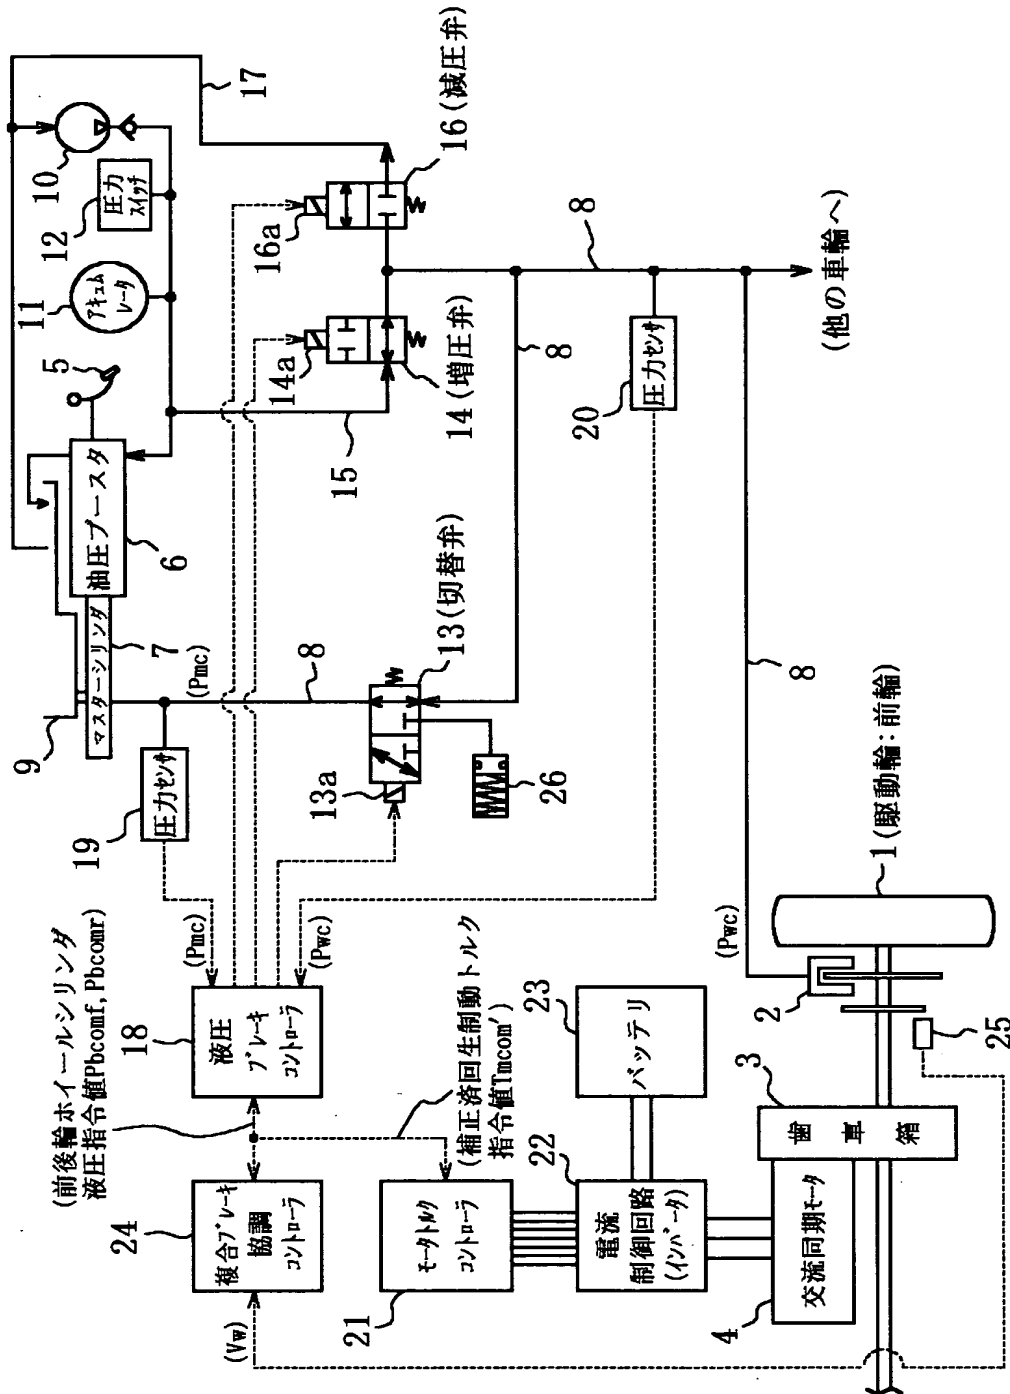 (前後輪ホイールシリンダ
液圧指令値Pbcomf,Pbcomr)
24
複合ブレーキ
協調
コントローラ
(Vw)
18
液圧
ブレーキ
コントローラ
(Pmc)
(Pwc)
(補正済回生制動トルク
指令値Tmcom')
21
モータトルク
コントローラ
22
電流
制御回路
(インバータ)
23
バッテリ
4
交流同期モータ
3
歯車箱
25
2
(Pwc)
1(駆動輪:前輪)
8
9
19
圧力センサ
マスターシリンダ
7
(Pmc)
8
油圧ブースタ
6
5
13a
13(切替弁)
26
11
アキュム
レータ
12
圧力
スイッチ
10
17
15
14a
14(増圧弁)
16a
16(減圧弁)
8
8
20
圧力センサ
(他の車輪へ)